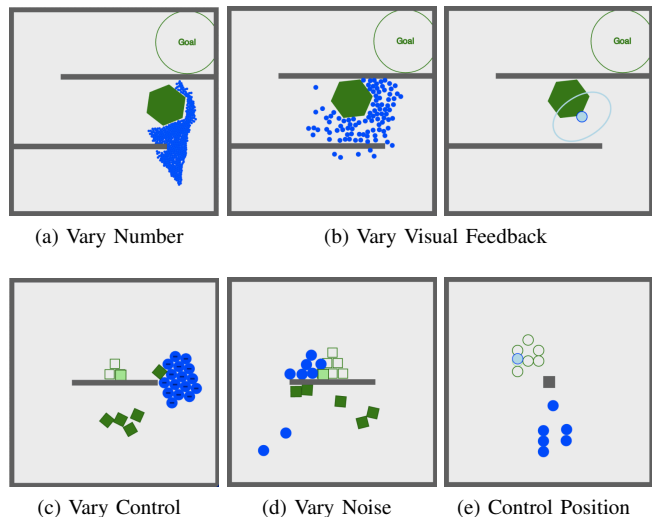 Goal
Goal
Goal
(a) Vary Number
(b) Vary Visual Feedback
(c) Vary Control
(d) Vary Noise
(e) Control Position